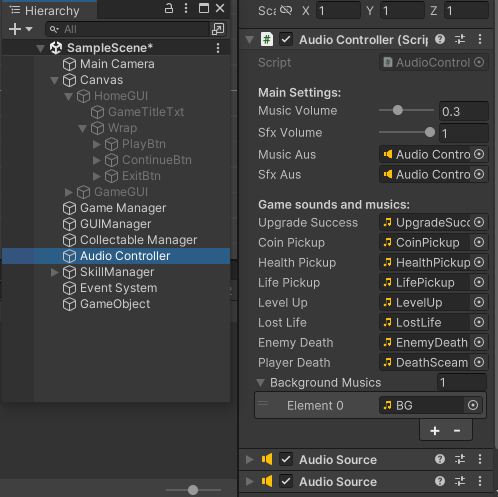 Hierarchy
All
SampleScene*
Main Camera
Canvas
HomeGUI
GameTitleTxt
Wrap
PlayBtn
ContinueBtn
ExitBtn
GameGUI
Game Manager
GUIManager
Collectable Manager
Audio Controller
SkillManager
Event System
GameObject
X 1 Y 1 Z 1
Audio Controller (Scrip
Script AudioControl
Main Settings:
Music Volume 0.3
Sfx Volume 1
Music Aus Audio Contro
Sfx Aus Audio Contro
Game sounds and musics:
Upgrade Success UpgradeSucc
Coin Pickup CoinPickup
Health Pickup HealthPickup
Life Pickup LifePickup
Level Up LevelUp
Lost Life LostLife
Enemy Death EnemyDeath
Player Death DeathSceam
Background Musics 1
Element 0 BG
+ -
Audio Source
Audio Source